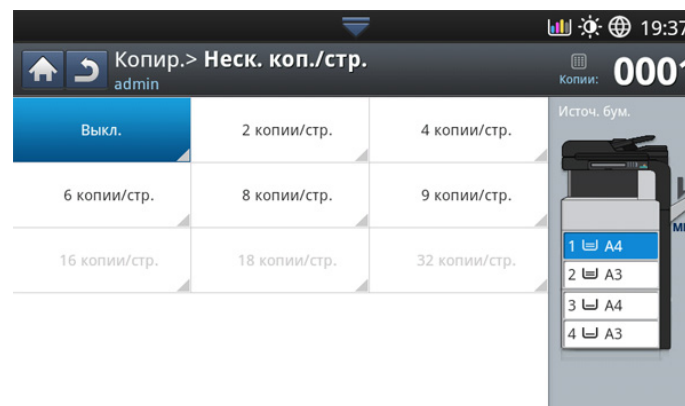 19:37
Копир.> Неск. коп./стр.
admin
Копии: 0001
Источ. бум.
Выкл. 2 копии/стр. 4 копии/стр.
6 копии/стр. 8 копии/стр. 9 копии/стр.
16 копии/стр. 18 копии/стр. 32 копии/стр.
1 A4
2 A3
3 A4
4 A3